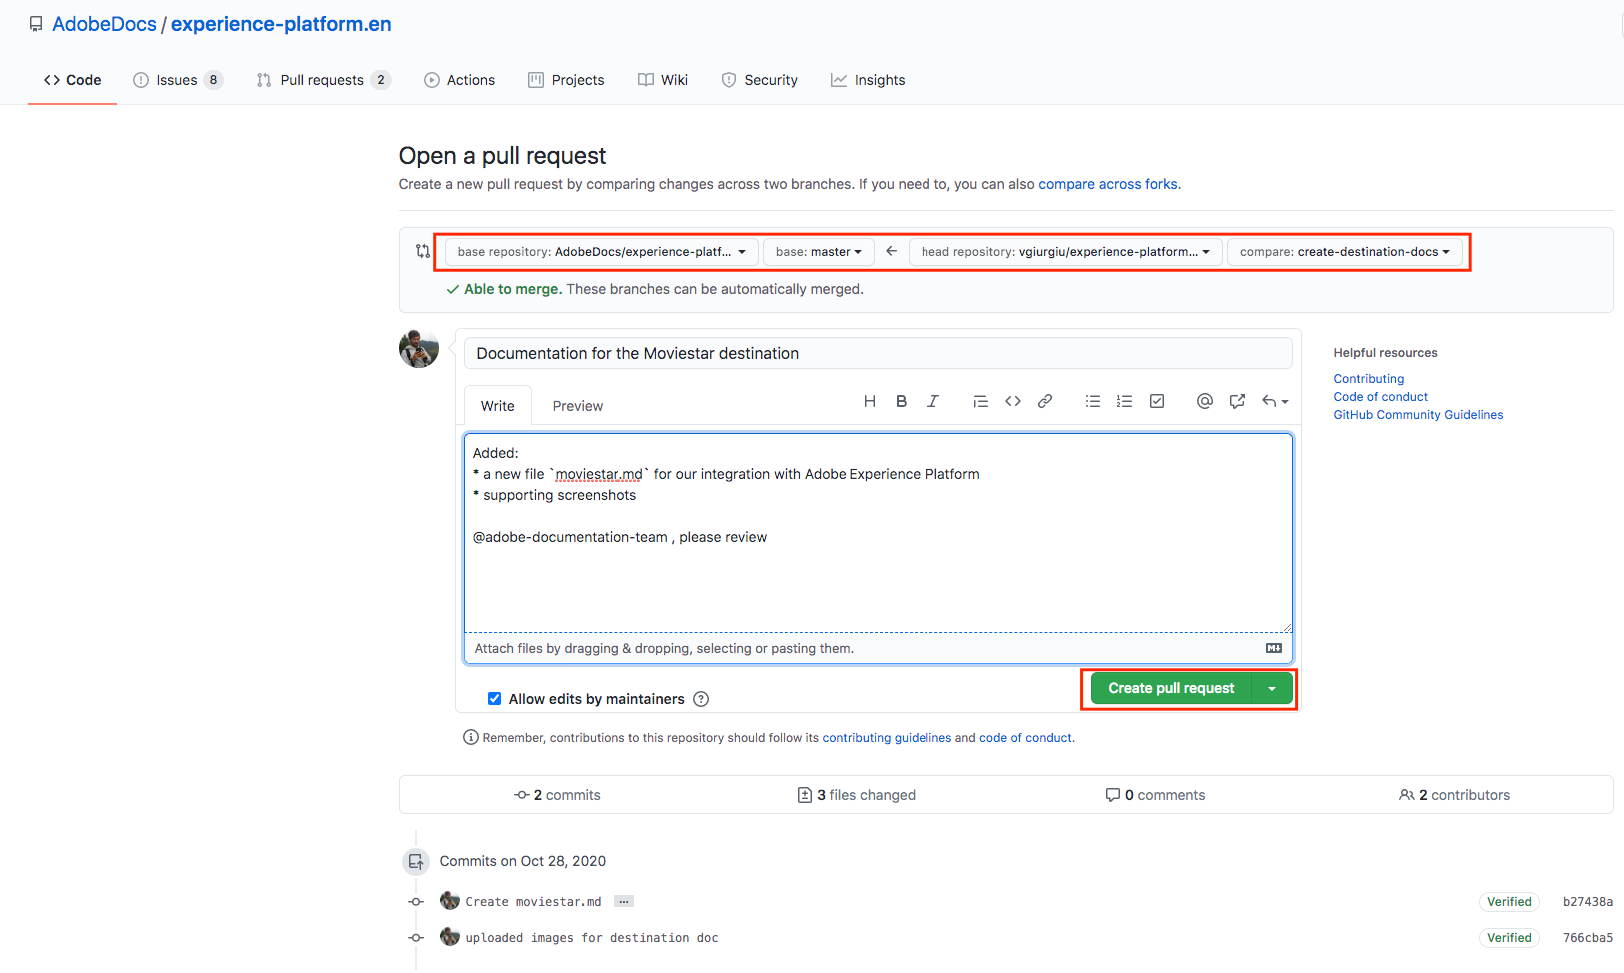 AdobeDocs / experience-platform.en
Code Issues 8 Pull requests 2 Actions Projects Wiki Security Insights
Open a pull request
Create a new pull request by comparing changes across two branches. If you need to, you can also compare across forks.
base repository: AdobeDocs/experience-platf... base: master head repository: vgiurgiu/experience-platform... compare: create-destination-docs
Able to merge. These branches can be automatically merged.
Documentation for the Moviestar destination
Helpful resources
Contributing
Code of conduct
GitHub Community Guidelines
Write Preview
Added:
* a new file `moviestar.md` for our integration with Adobe Experience Platform
* supporting screenshots
@adobe-documentation-team , please review
Attach files by dragging & dropping, selecting or pasting them.
Allow edits by maintainers
Create pull request
Remember, contributions to this repository should follow its contributing guidelines and code of conduct.
2 commits 3 files changed 0 comments 2 contributors
Commits on Oct 28, 2020
Create moviestar.md ... Verified b27438a
uploaded images for destination doc Verified 766cba5